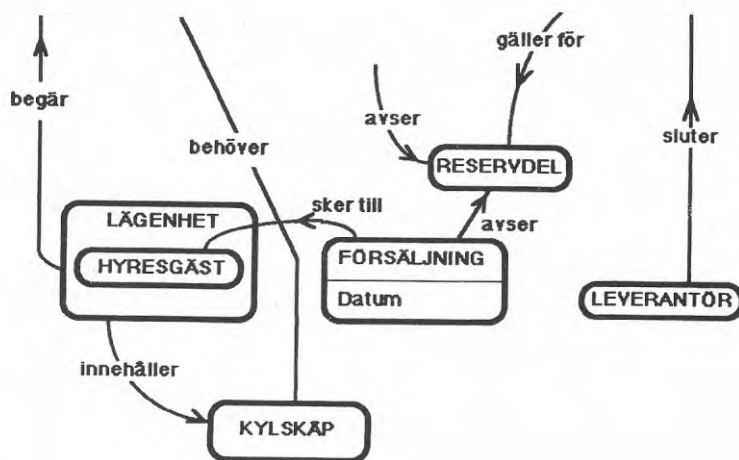 gäller för
begär
avser
sluter
behöver
RESERVDEL
sker till
LÄGENHET
avser
HYRESGÄST
FÖRSÄLJNING
LEVERANTÖR
Datum
innehåller
KYLSKÅP